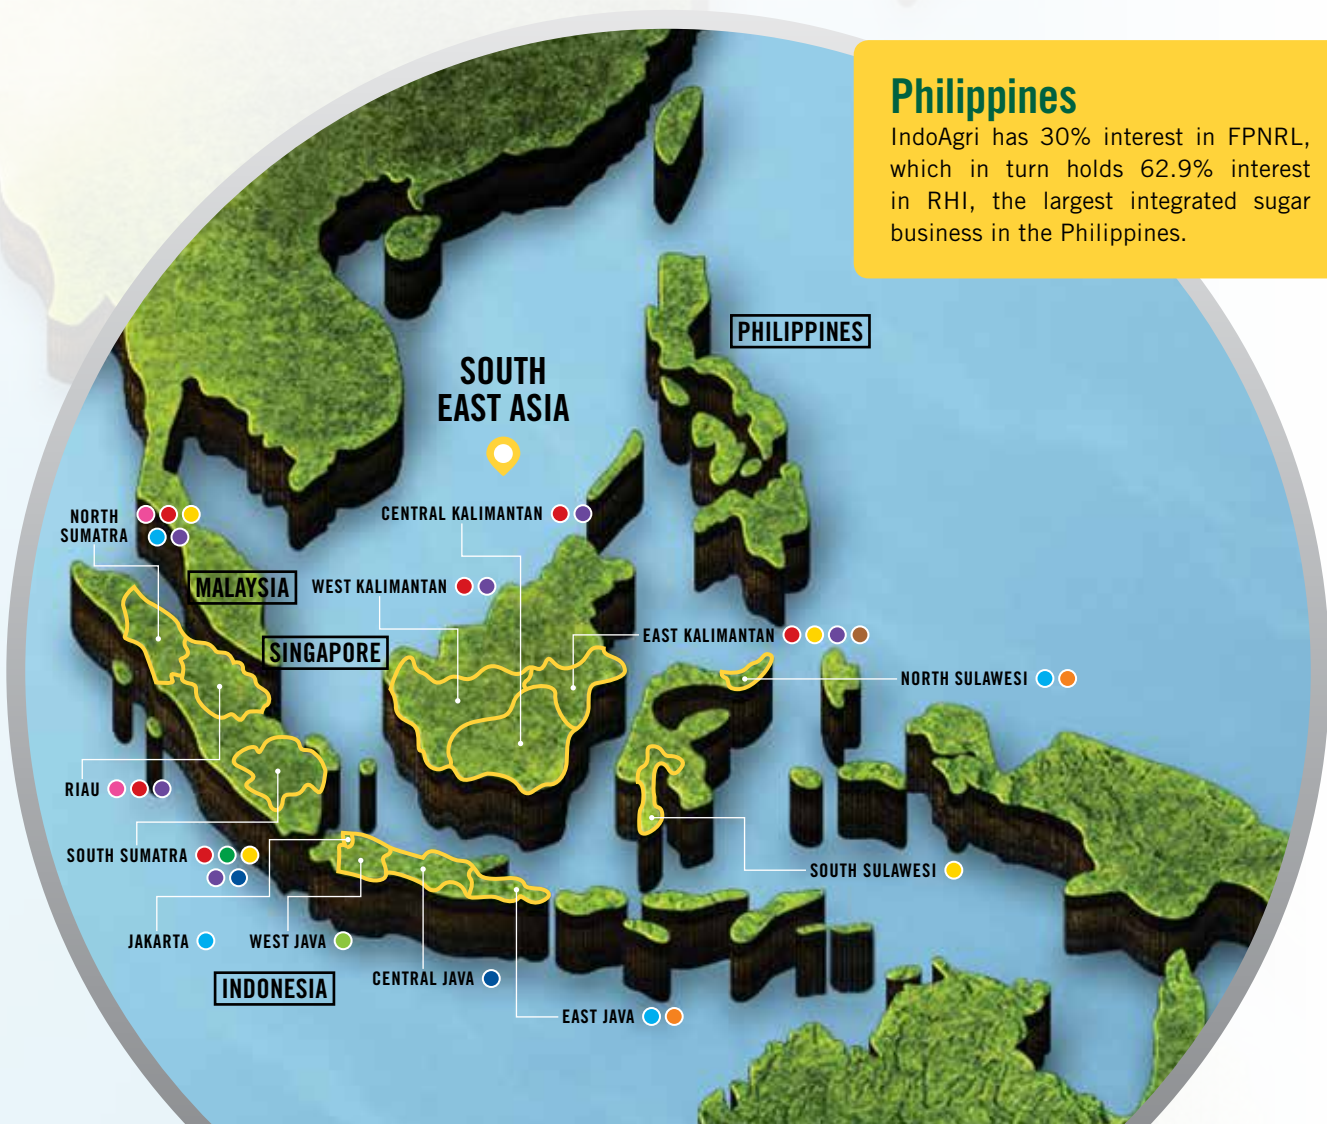 Philippines
IndoAgri has 30% interest in FPNRL,
which in turn holds 62.9% interest
in RHI, the largest integrated sugar
business in the Philippines.
PHILIPPINES
SOUTH
EAST ASIA
NORTH
SUMATRA
CENTRAL KALIMANTAN
MALAYSIA
WEST KALIMANTAN
SINGAPORE
EAST KALIMANTAN
NORTH SULAWESI
RIAU
SOUTH SUMATRA
SOUTH SULAWESI
JAKARTA
WEST JAVA
INDONESIA
CENTRAL JAVA
EAST JAVA